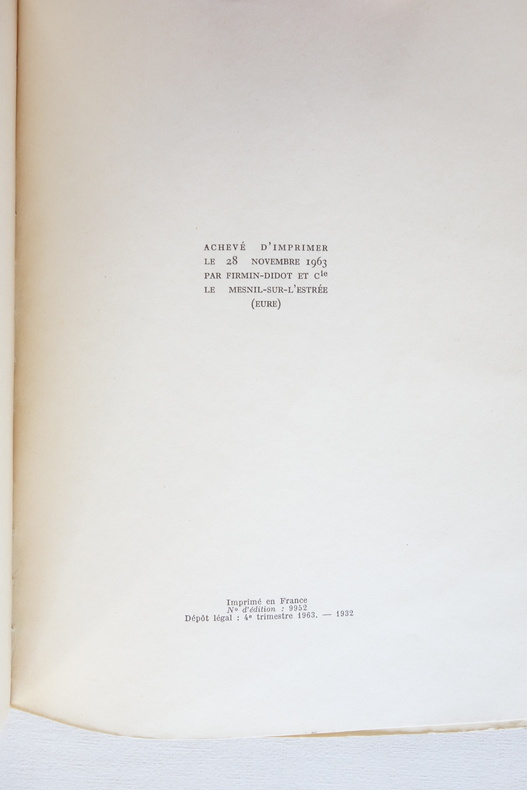 ACHEVÉ D'IMPRIMER
LE 28 NOVEMBRE 1963
PAR FIRMIN-DIDOT ET Cie
LE MESNIL-SUR-L'ESTRÉE
(EURE)
Imprimé en France
No d'édition : 9952
Dépôt légal : 4e trimestre 1963. — 1932